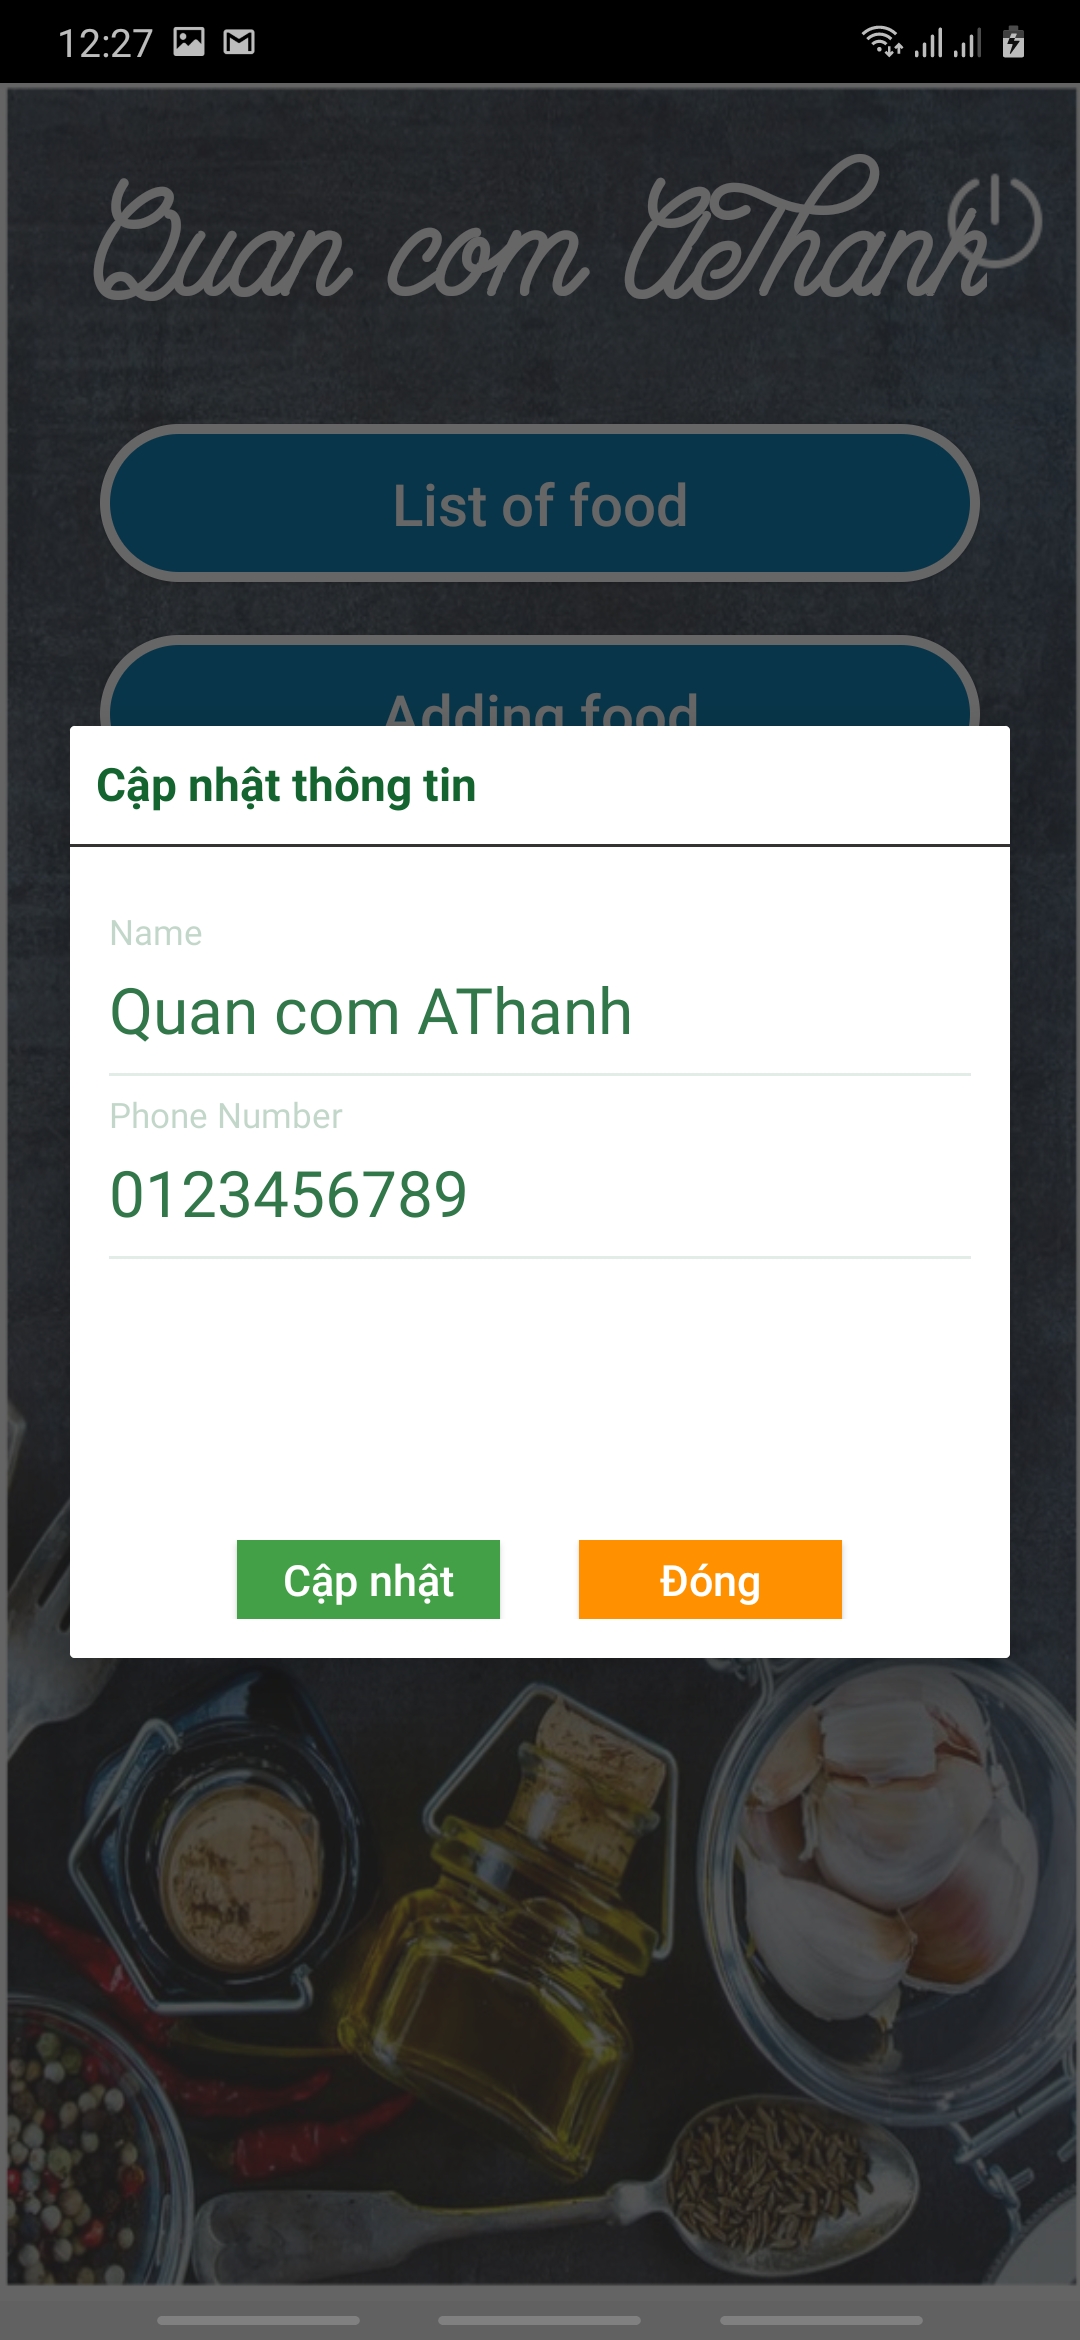 12:27
Quan com AThanh
List of food
Adding food
Cập nhật thông tin
Name
Quan com AThanh
Phone Number
0123456789
Cập nhật
Đóng